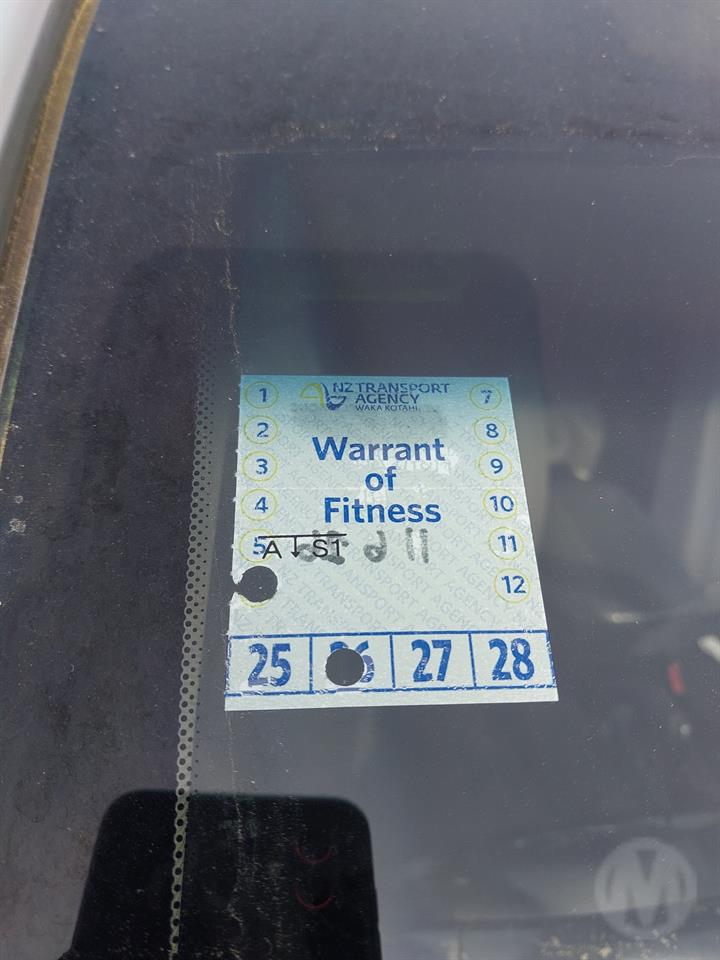 NZ TRANSPORT
AGENCY
WAKA KOTAHI
Warrant
of
Fitness
1
2
3
4
5
7
8
9
10
11
12
A ↓ S1
25 27 28
M